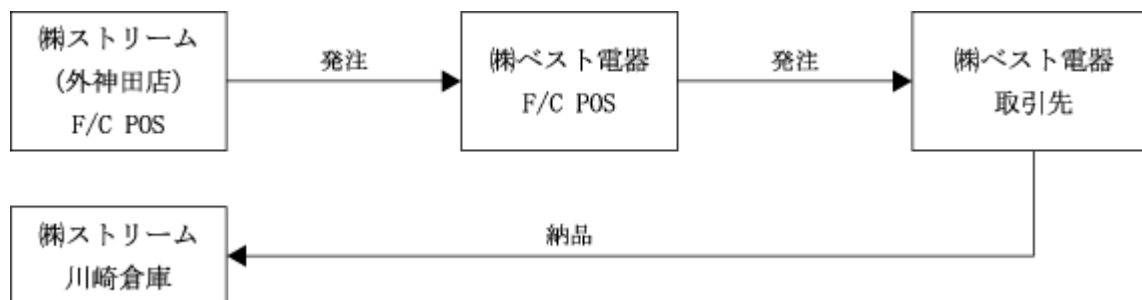 ㈱ストリーム
(外神田店)
F/C POS
発注
㈱ベスト電器
F/C POS
発注
㈱ベスト電器
取引先
㈱ストリーム
川崎倉庫
納品